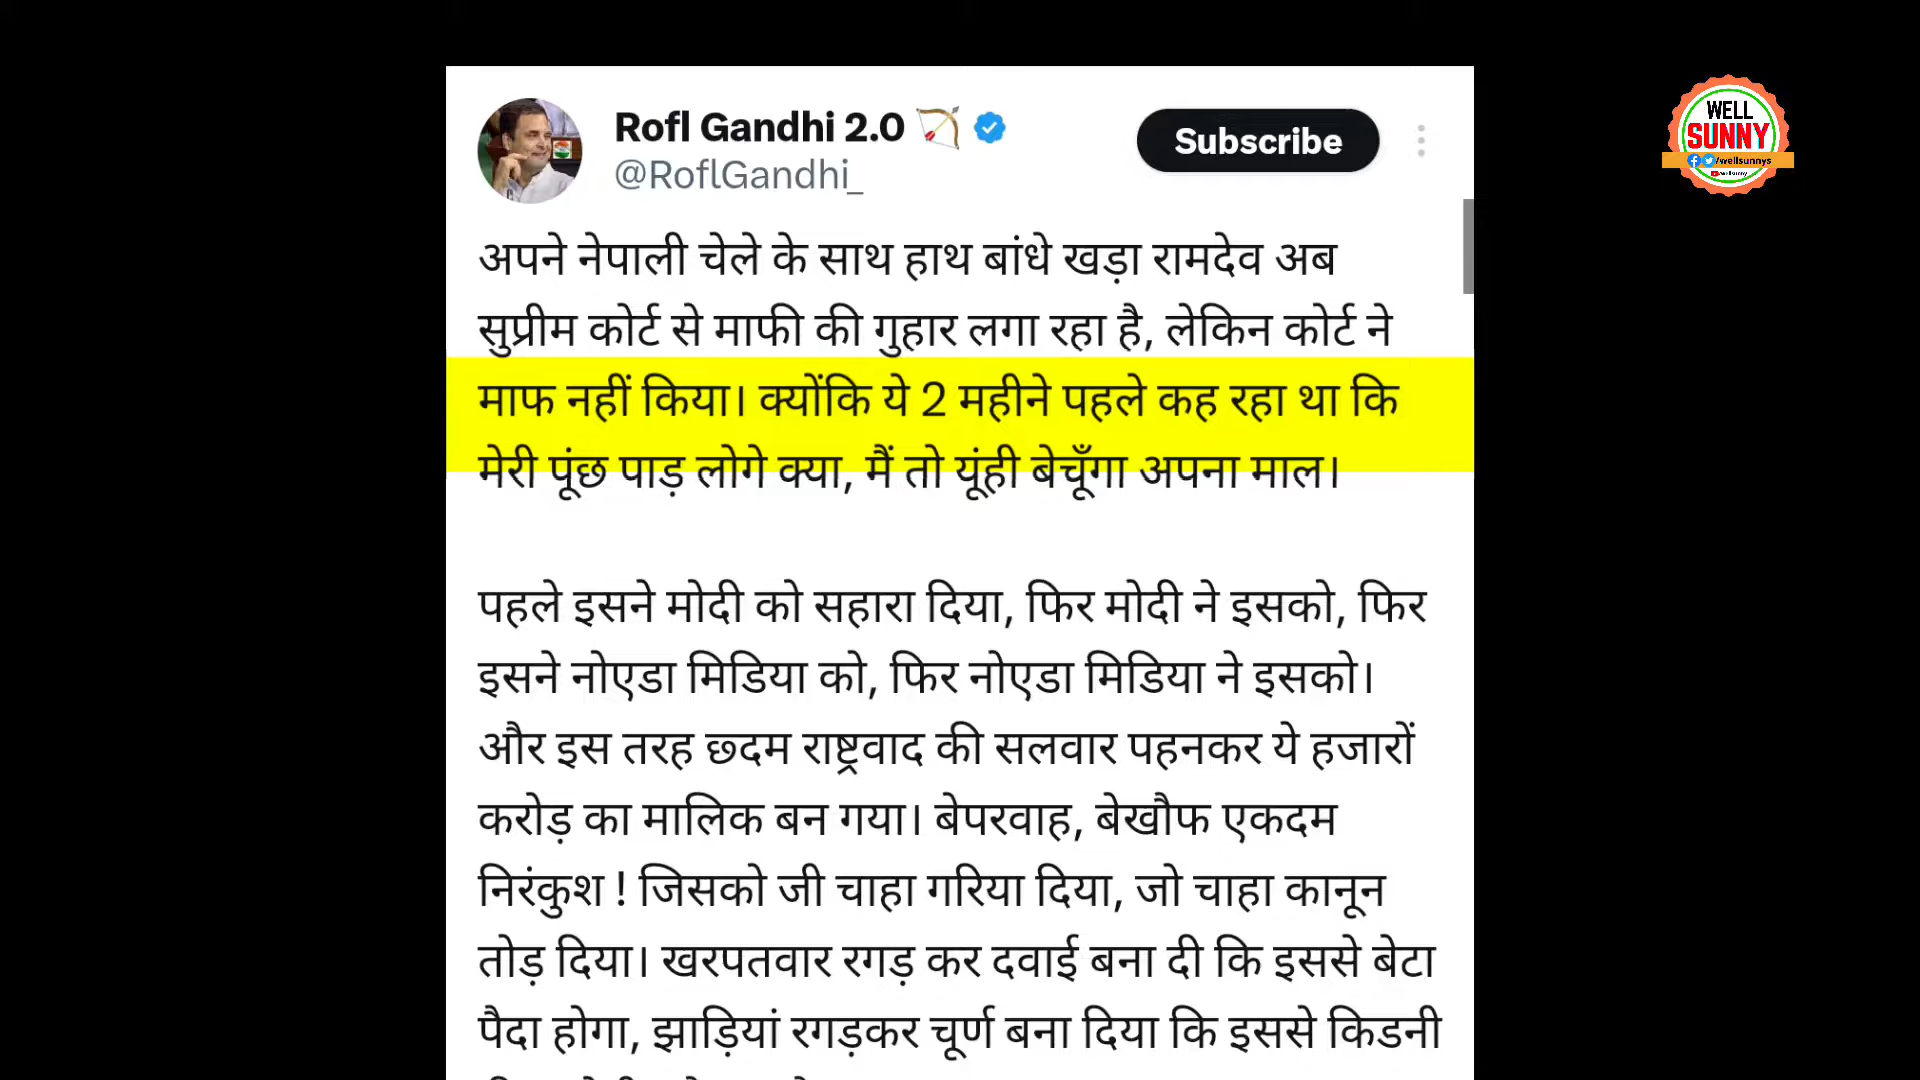 Rofl Gandhi 2.0
Subscribe
@RoflGandhi_
WELL
SUNNY
/wellsunnys
अपने नेपाली चेले के साथ हाथ बांधे खड़ा रामदेव अब
सुप्रीम कोर्ट से माफी की गुहार लगा रहा है, लेकिन कोर्ट ने
माफ नहीं किया। क्योंकि ये 2 महीने पहले कह रहा था कि
मेरी पूंछ पाड़ लोगे क्या, मैं तो यूंही बेचूँगा अपना माल।
पहले इसने मोदी को सहारा दिया, फिर मोदी ने इसको, फिर
इसने नोएडा मिडिया को, फिर नोएडा मिडिया ने इसको।
और इस तरह छदम राष्ट्रवाद की सलवार पहनकर ये हजारों
करोड़ का मालिक बन गया। बेपरवाह, बेखौफ एकदम
निरंकुश ! जिसको जी चाहा गरिया दिया, जो चाहा कानून
तोड़ दिया। खरपतवार रगड़ कर दवाई बना दी कि इससे बेटा
पैदा होगा, झाड़ियां रगड़कर चूर्ण बना दिया कि इससे किडनी